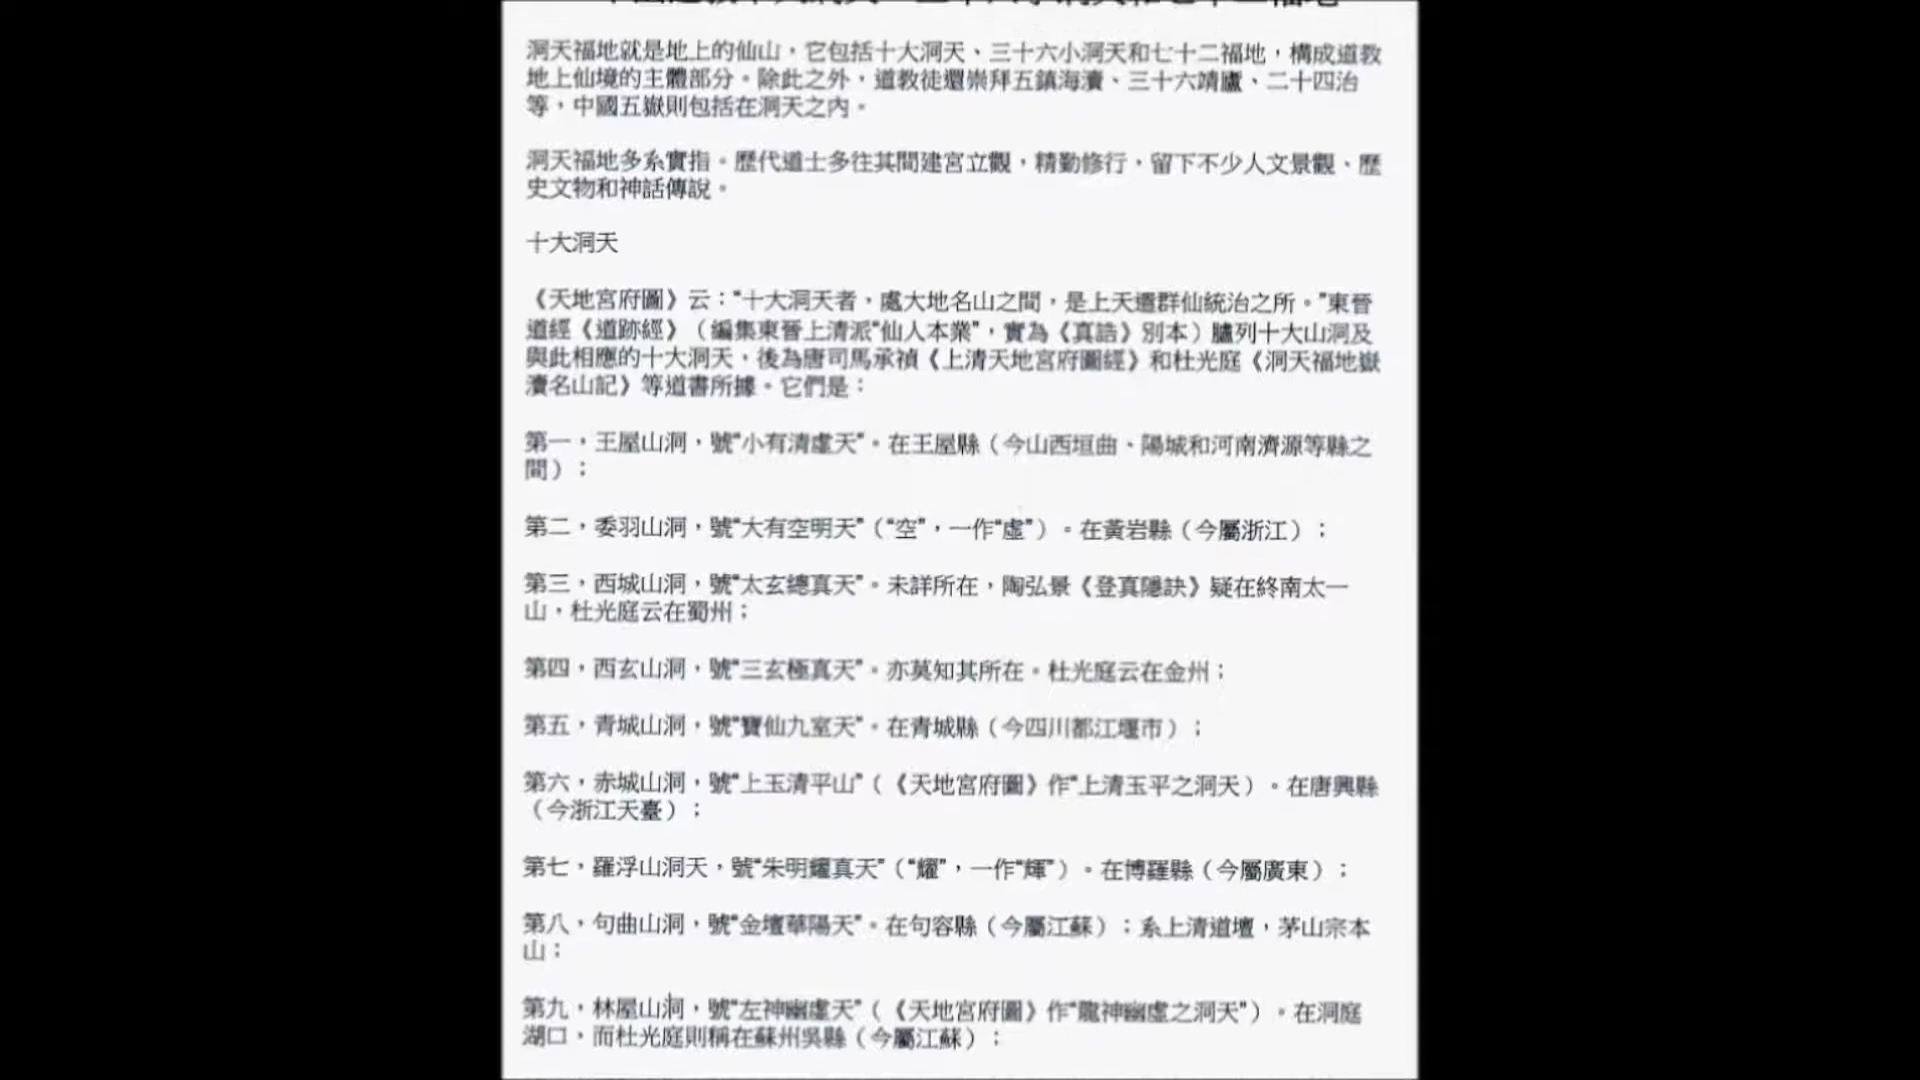 洞天福地就是地上的仙山，它包括十大洞天、三十六小洞天和七十二福地，構成道教
地上仙境的主體部分。除此之外，道教徒還崇拜五鎮海瀆、三十六靖廬、二十四治
等，中國五嶽則包括在洞天之內。
洞天福地多系實指。歷代道士多往其間建宮立觀，精勤修行，留下不少人文景觀、歷
史文物和神話傳說。
十大洞天
《天地宮府圖》云：“十大洞天者，處大地名山之間，是上天遣群仙統治之所。”東晉
道經《道跡經》（編集東晉上清派“仙人本業”，實為《真誥》別本）臚列十大山洞及
與此相應的十大洞天，後為唐司馬承禎《上清天地宮府圖經》和杜光庭《洞天福地嶽
瀆名山記》等道書所據。它們是：
第一，王屋山洞，號“小有清虛天”。在王屋縣（今山西垣曲、陽城和河南濟源等縣之
間）；
第二，委羽山洞，號“大有空明天”（“空”，一作“虛”）。在黃岩縣（今屬浙江）；
第三，西城山洞，號“太玄總真天”。未詳所在，陶弘景《登真隱訣》疑在終南太一
山，杜光庭云在蜀州；
第四，西玄山洞，號“三玄極真天”。亦莫知其所在。杜光庭云在金州；
第五，青城山洞，號“寶仙九室天”。在青城縣（今四川都江堰市）；
第六，赤城山洞，號“上玉清平山”（《天地宮府圖》作“上清玉平之洞天）。在唐興縣
（今浙江天臺）；
第七，羅浮山洞天，號“朱明耀真天”（“耀”，一作“輝”）。在博羅縣（今屬廣東）；
第八，句曲山洞，號“金壇華陽天”。在句容縣（今屬江蘇）；系上清道壇，茅山宗本
山；
第九，林屋山洞，號“左神幽虛天”（《天地宮府圖》作“龍神幽虛之洞天”）。在洞庭
湖口，而杜光庭則稱在蘇州吳縣（今屬江蘇）；